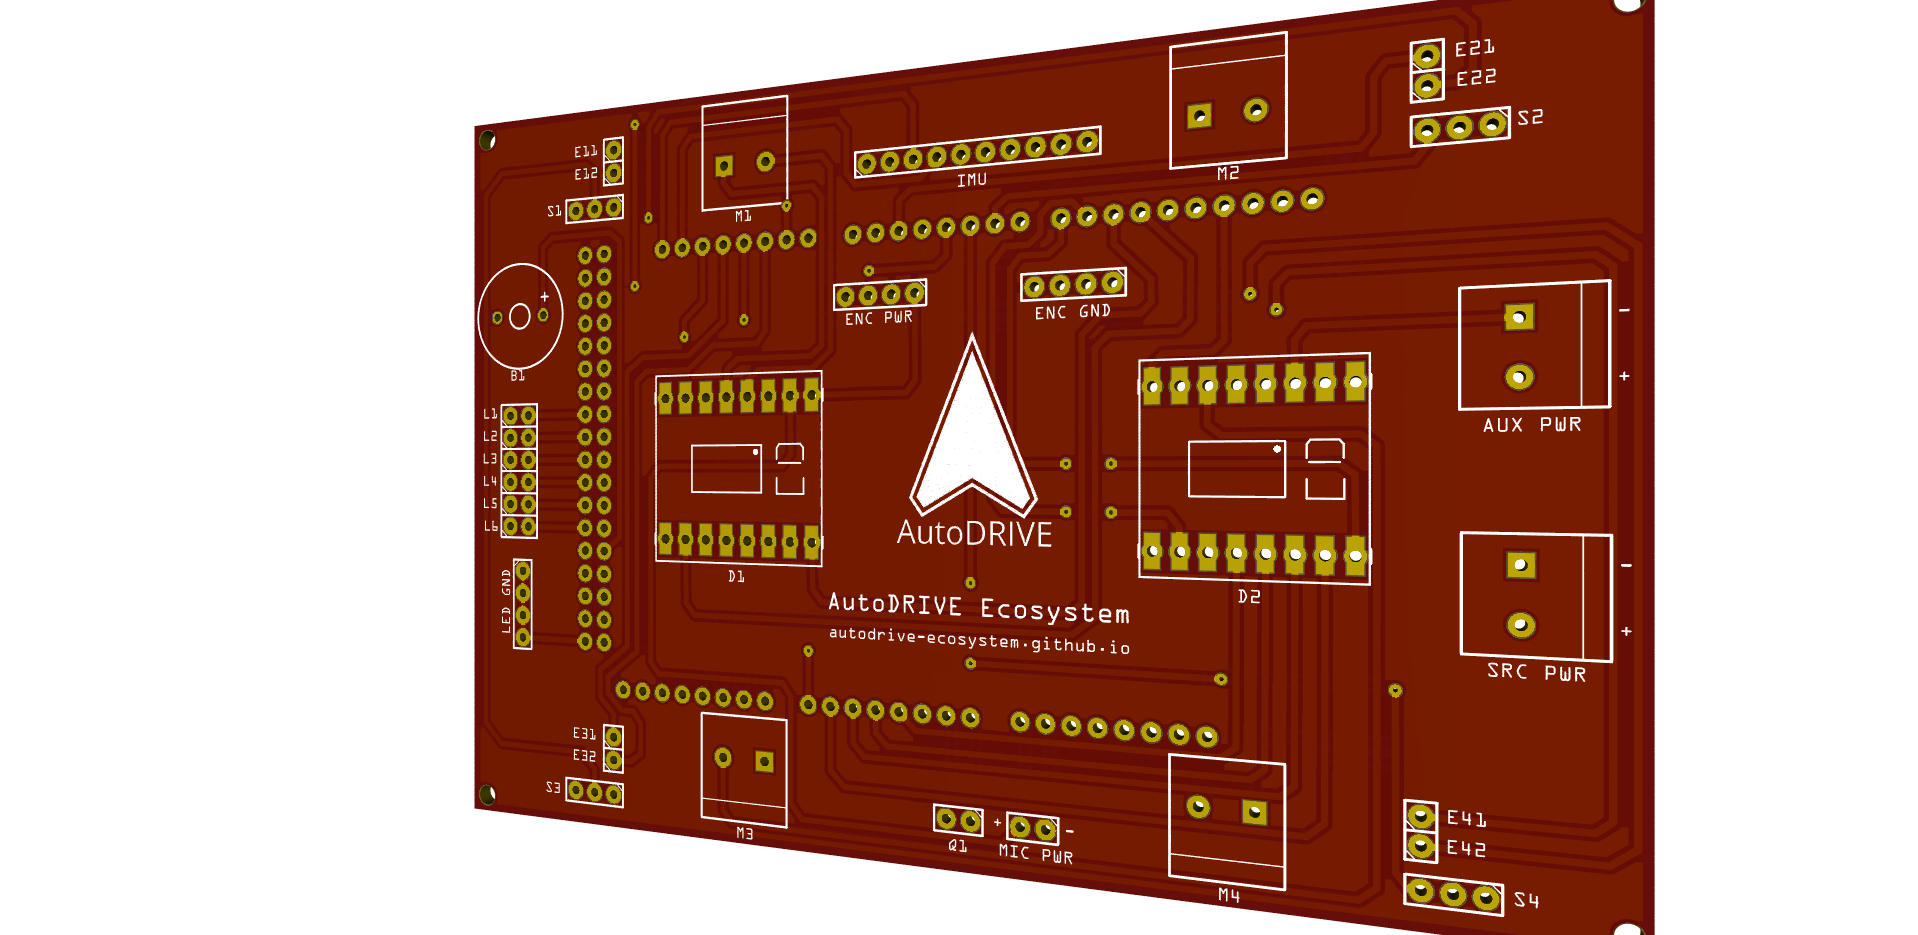 E21
E22
S2
E11
E12
S1
M1
IMU
M2
ENC PWR
ENC GND
+
B1
-
+
AUX PWR
L1
L2
L3
L4
L5
L6
AutoDRIVE
D1
D2
LED GND
AutoDRIVE Ecosystem
autodrive-ecosystem.github.io
-
+
SRC PWR
E31
E32
S3
M3
Q1
+
-
MIC PWR
M4
E41
E42
S4